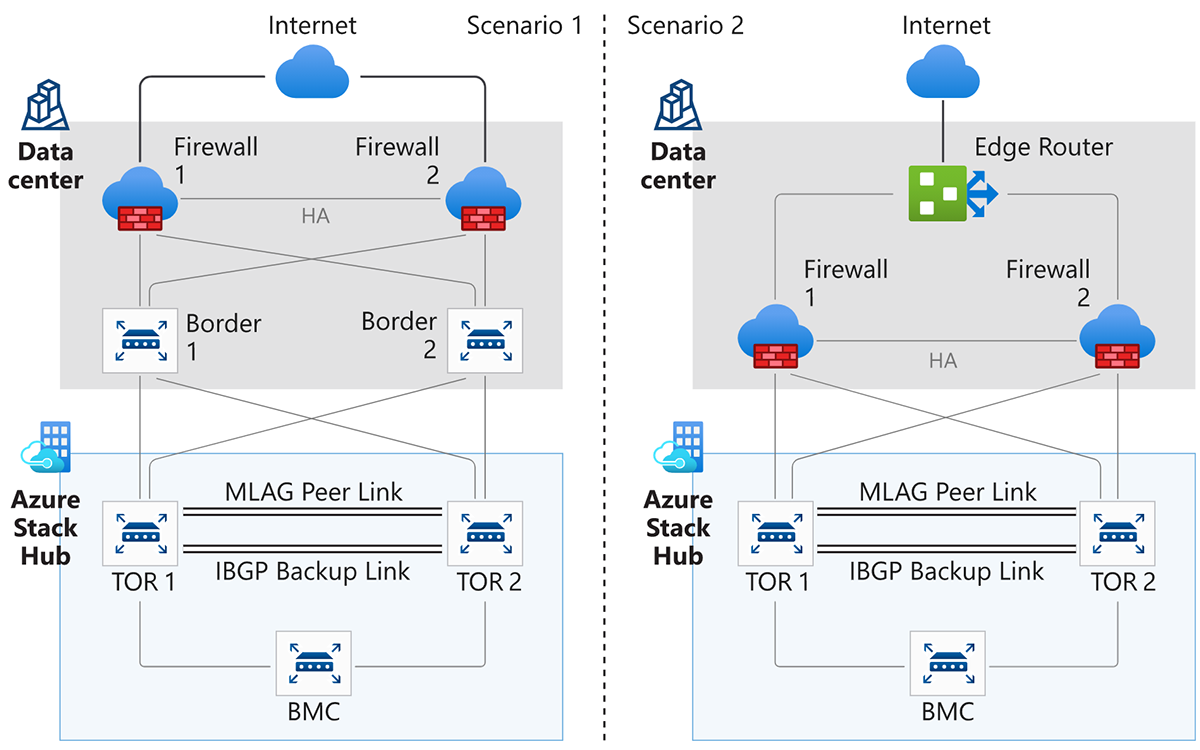 Internet
Scenario 1
Data
center
Firewall
1
Firewall
2
HA
Border
1
Border
2
Azure
Stack
Hub
MLAG Peer Link
IBGP Backup Link
TOR 1
TOR 2
BMC
Scenario 2
Internet
Data
center
Edge Router
Firewall
1
Firewall
2
HA
Azure
Stack
Hub
MLAG Peer Link
IBGP Backup Link
TOR 1
TOR 2
BMC